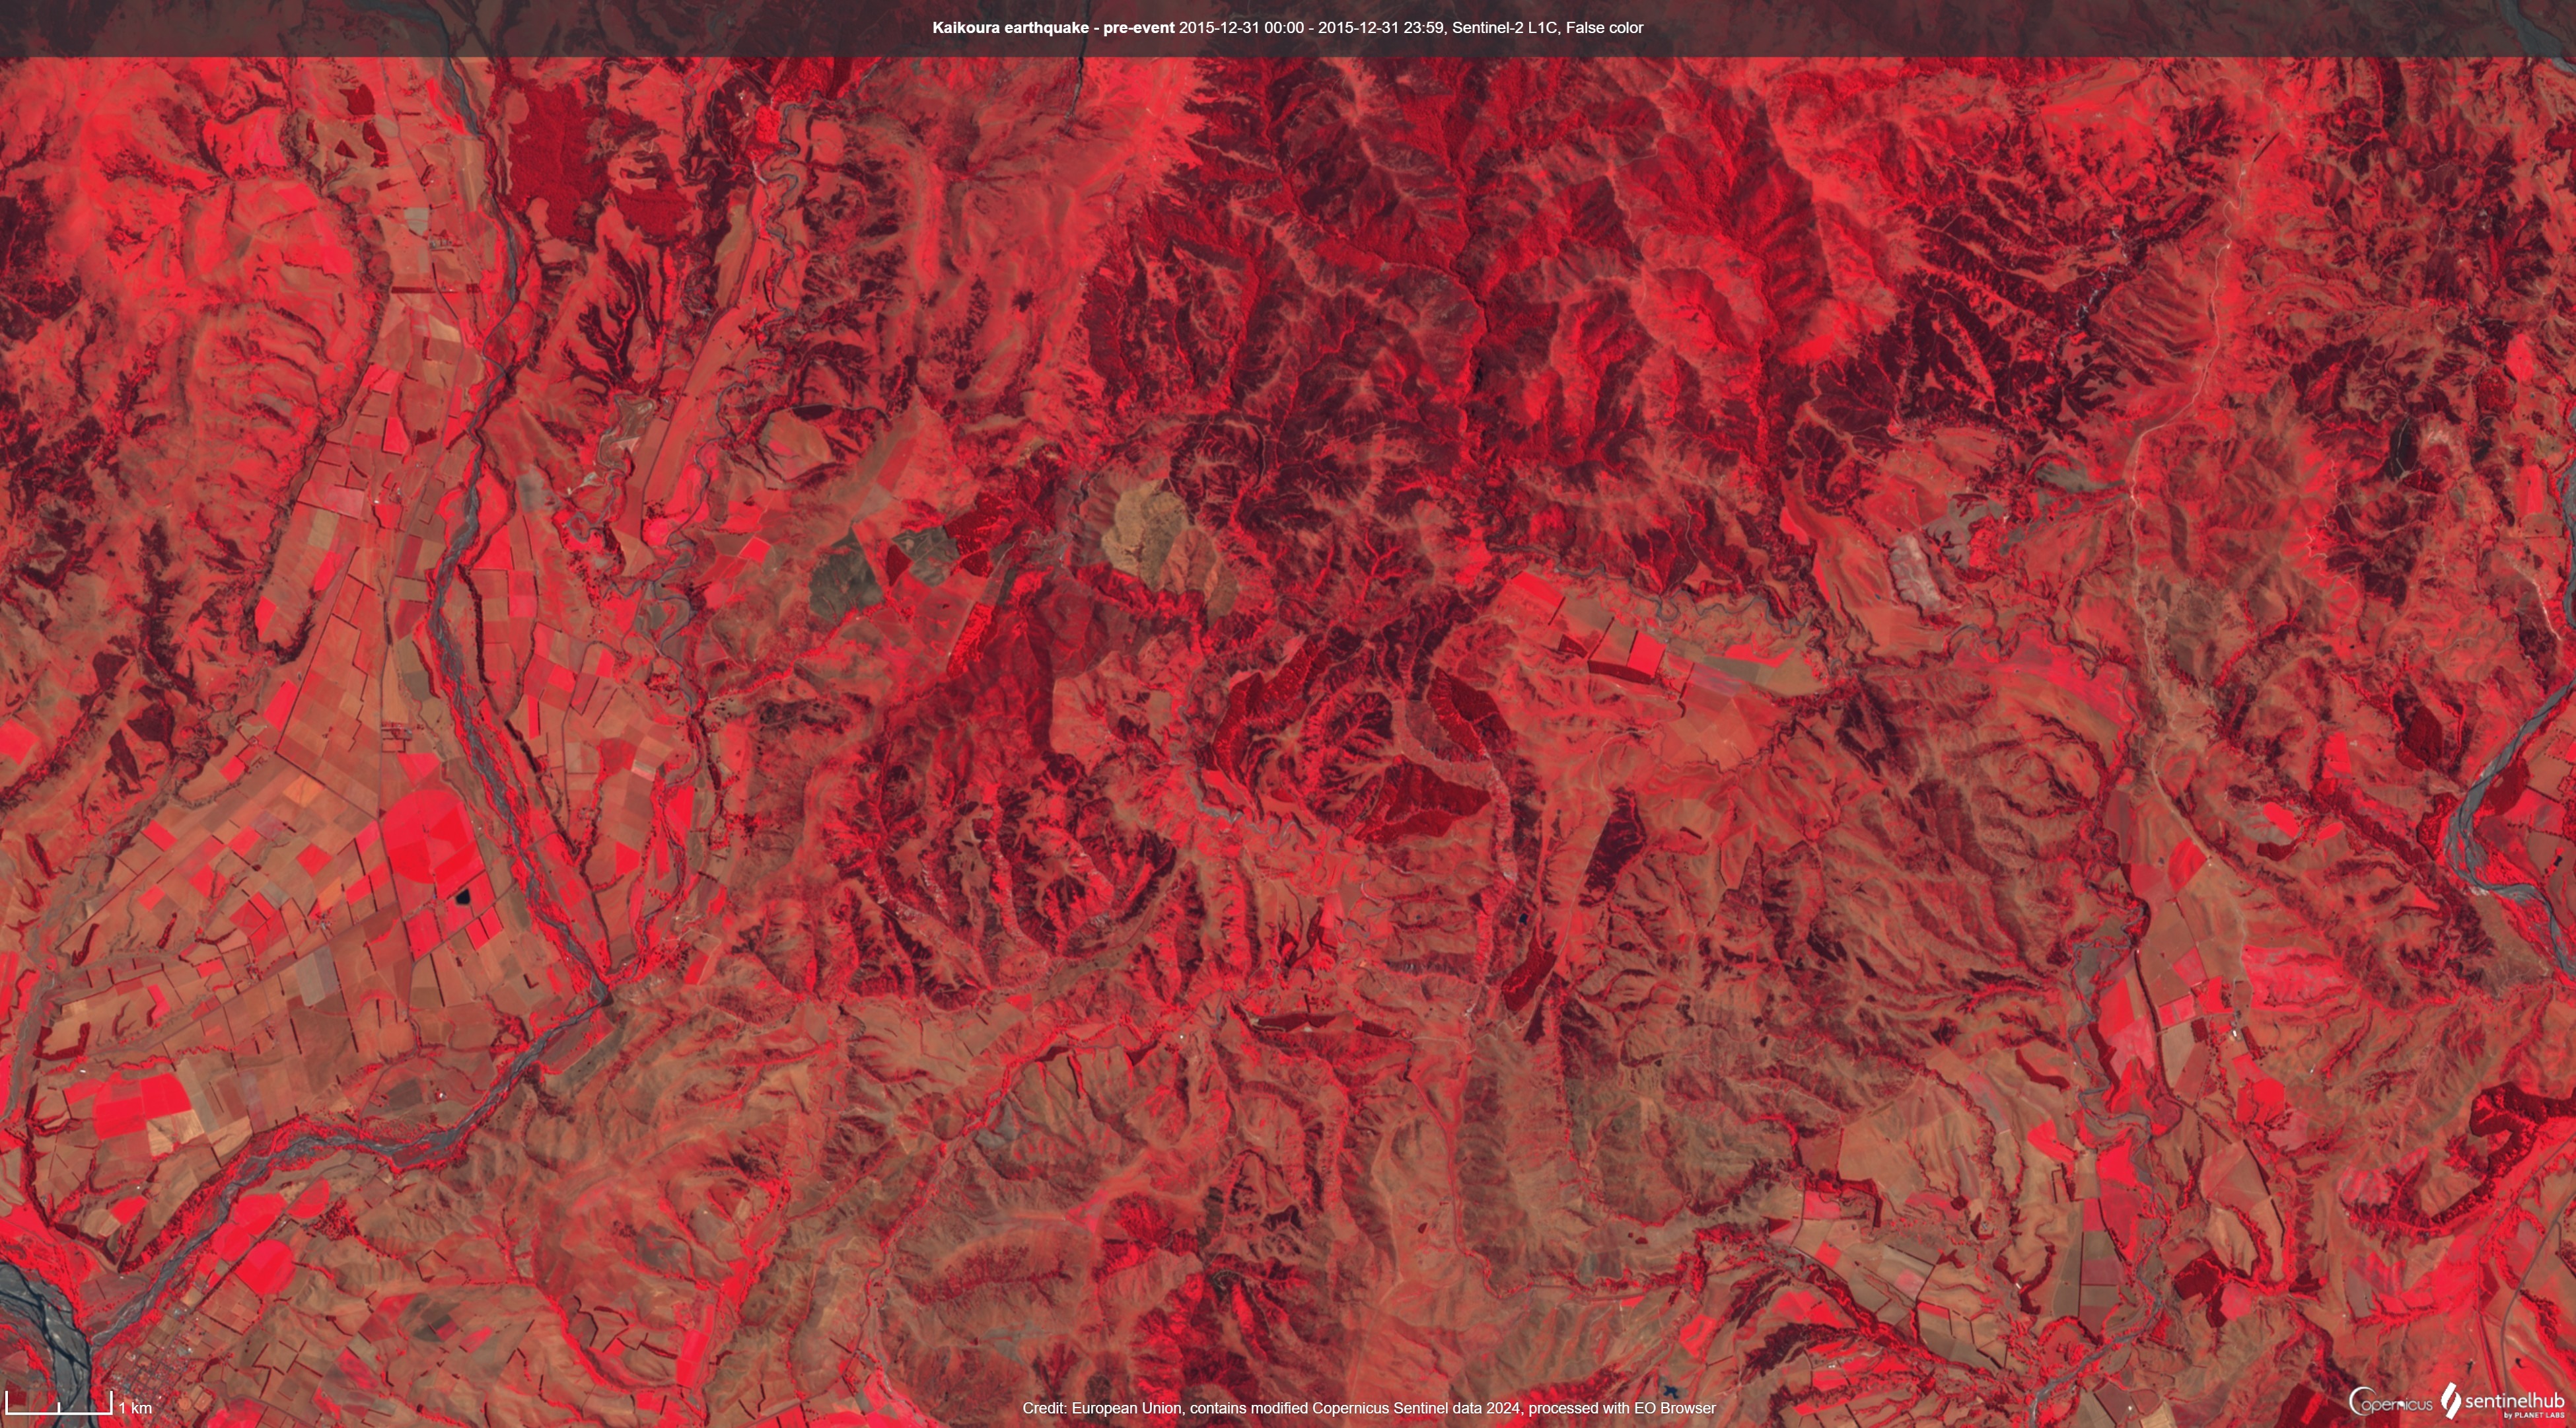 Kaikoura earthquake - pre-event 2015-12-31 00:00 - 2015-12-31 23:59, Sentinel-2 L1C, False color
1 km
Credit: European Union, contains modified Copernicus Sentinel data 2024, processed with EO Browser
Copernicus
sentinelhub
by PLANET LABS